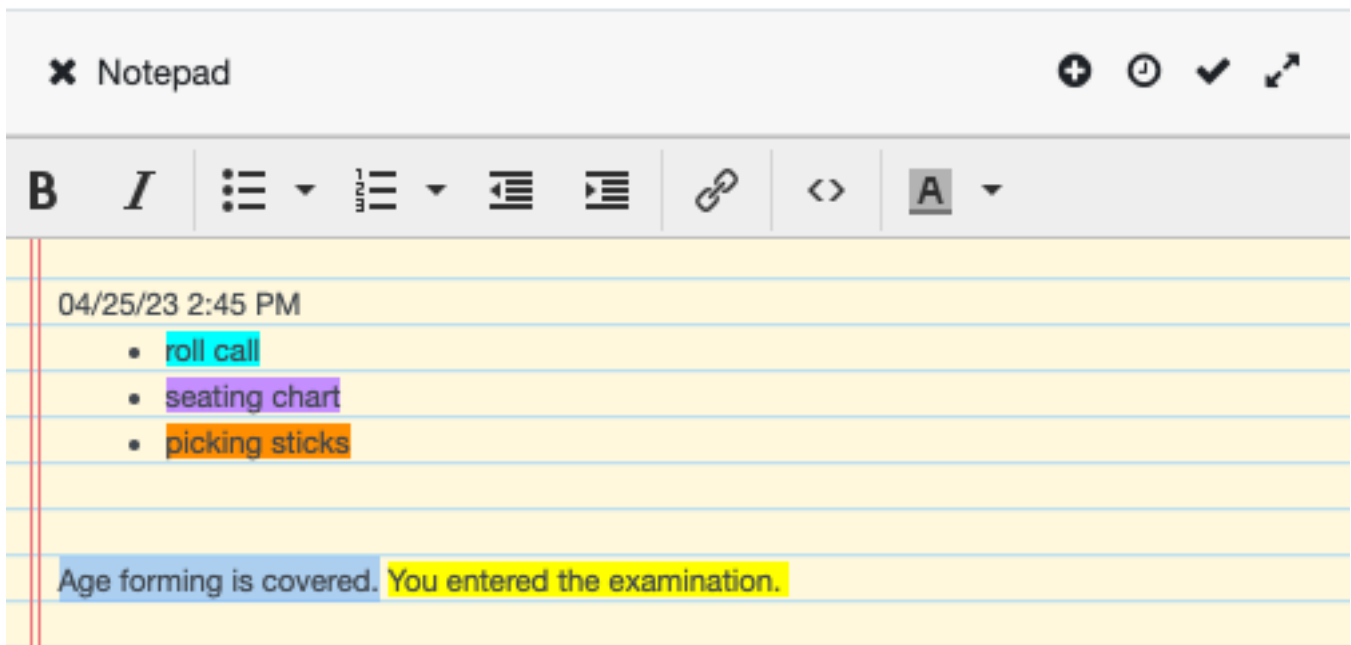 Notepad
B I A
04/25/23 2:45 PM
• roll call
• seating chart
• picking sticks
Age forming is covered. You entered the examination.